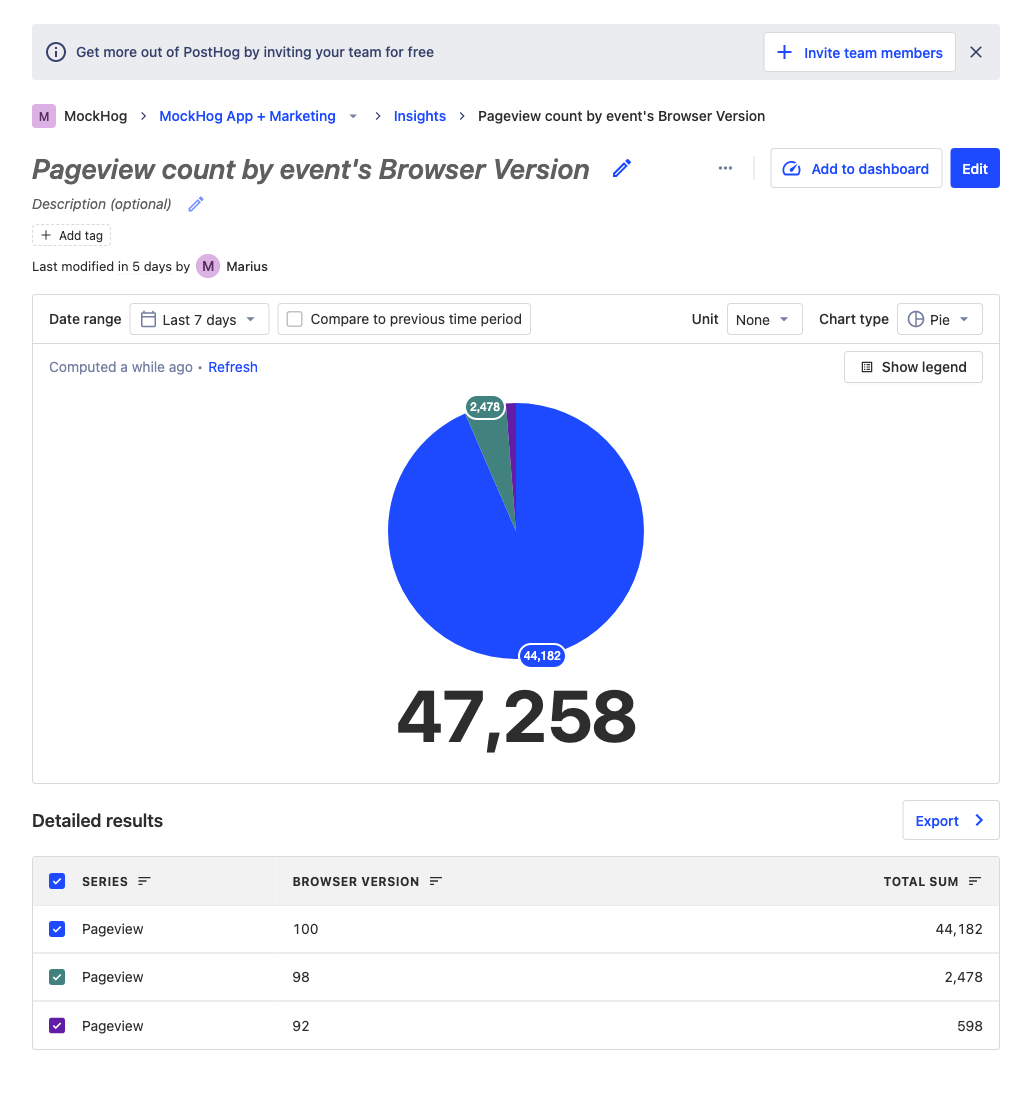 Get more out of PostHog by inviting your team for free
Invite team members
M MockHog > MockHog App + Marketing > Insights > Pageview count by event's Browser Version
Pageview count by event's Browser Version
··· Add to dashboard Edit
Description (optional)
+ Add tag
Last modified in 5 days by M Marius
Date range Last 7 days Compare to previous time period Unit None Chart type Pie
Computed a while ago • Refresh Show legend
2,478
44,182
47,258
Detailed results Export
SERIES BROWSER VERSION TOTAL SUM
Pageview 100 44,182
Pageview 98 2,478
Pageview 92 598